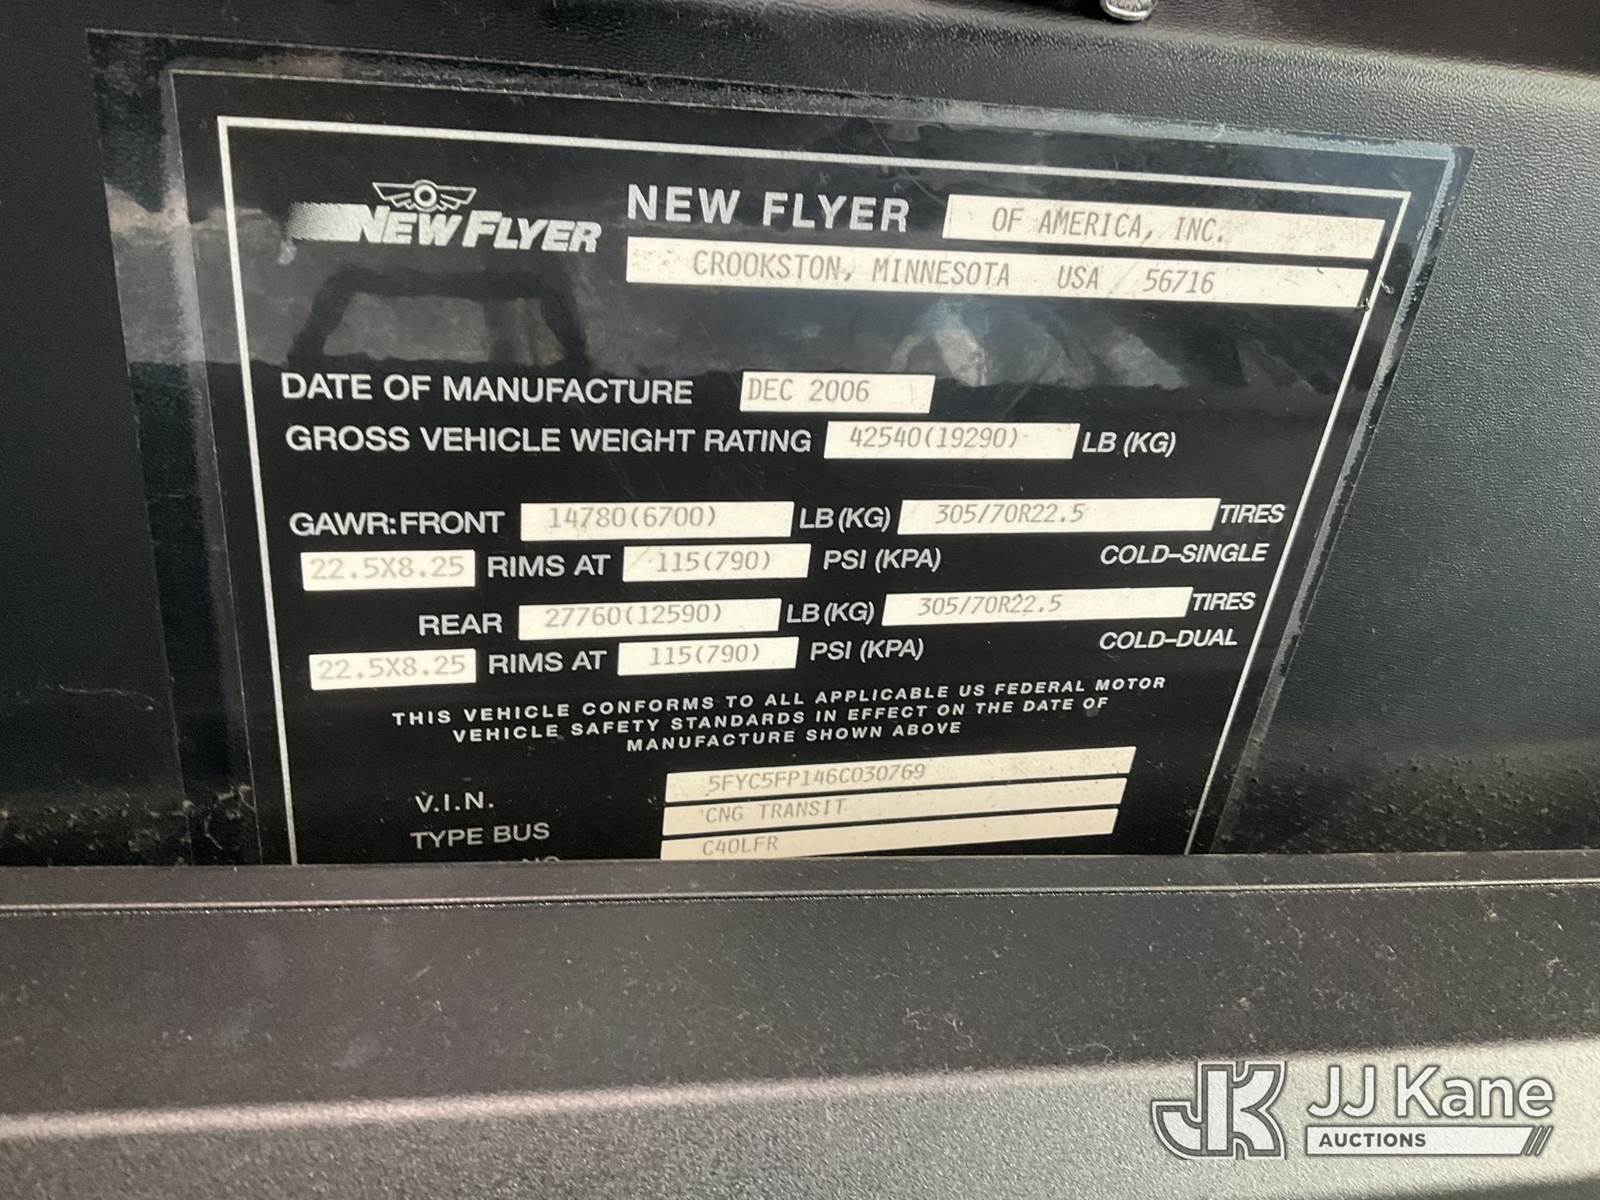 NEW FLYER NEW FLYER OF AMERICA, INC.
CROOKSTON, MINNESOTA USA 56716
DATE OF MANUFACTURE DEC 2006
GROSS VEHICLE WEIGHT RATING 42540(19290) LB (KG)
GAWR: FRONT 14780(6700) LB (KG) 305/70R22.5 TIRES
22.5X8.25 RIMS AT 115(790) PSI (KPA) COLD-SINGLE
REAR 27760(12590) LB (KG) 305/70R22.5 TIRES
22.5X8.25 RIMS AT 115(790) PSI (KPA) COLD-DUAL
THIS VEHICLE CONFORMS TO ALL APPLICABLE US FEDERAL MOTOR
VEHICLE SAFETY STANDARDS IN EFFECT ON THE DATE OF
MANUFACTURE SHOWN ABOVE
V.I.N. 5FYC5FP146C030769
TYPE BUS CNG TRANSIT
NO C40LFR
JK JJ Kane
AUCTIONS